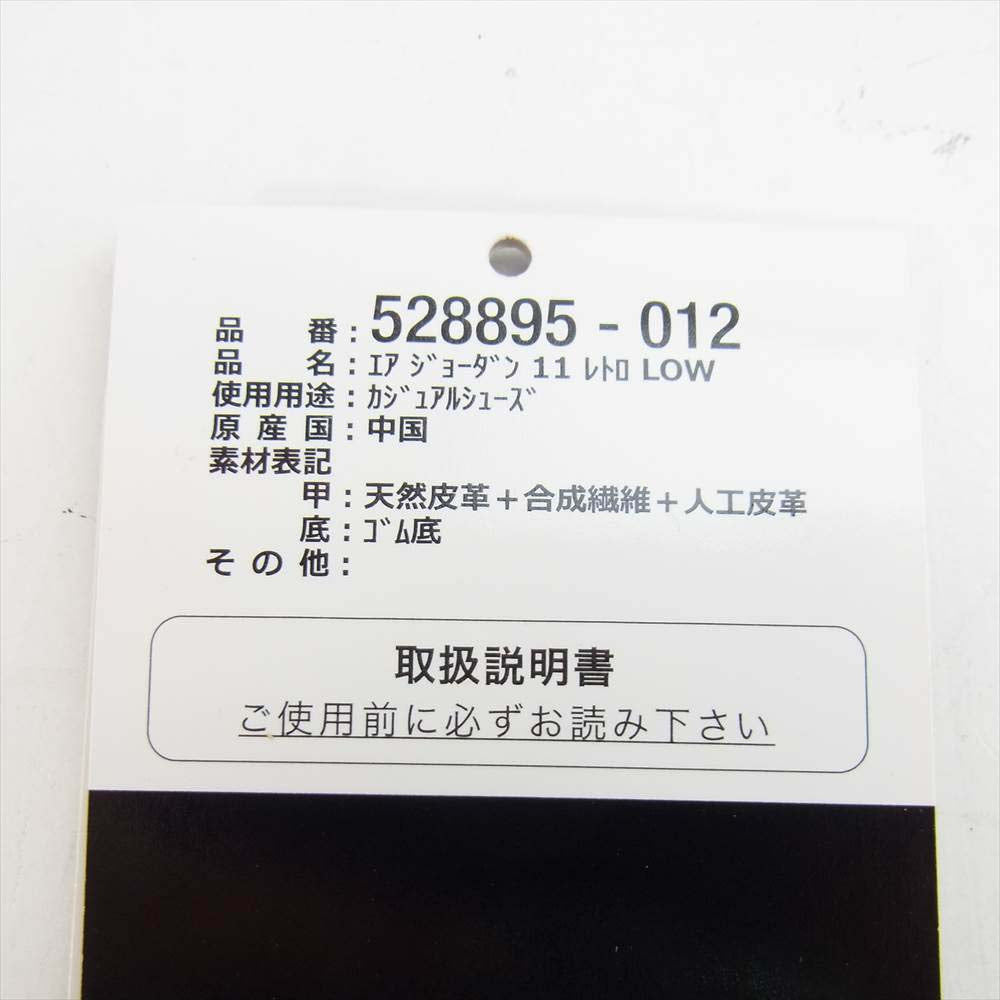 品番：528895 - 012
品名：ｴｱ ｼﾞｮｰﾀﾞﾝ 11 ﾚﾄﾛ LOW
使用用途：ｶｼﾞｭｱﾙｼｭｰｽﾞ
原産国：中国
素材表記
甲：天然皮革＋合成繊維＋人工皮革
底：ｺﾞﾑ底
その他：
取扱説明書
ご使用前に必ずお読み下さい